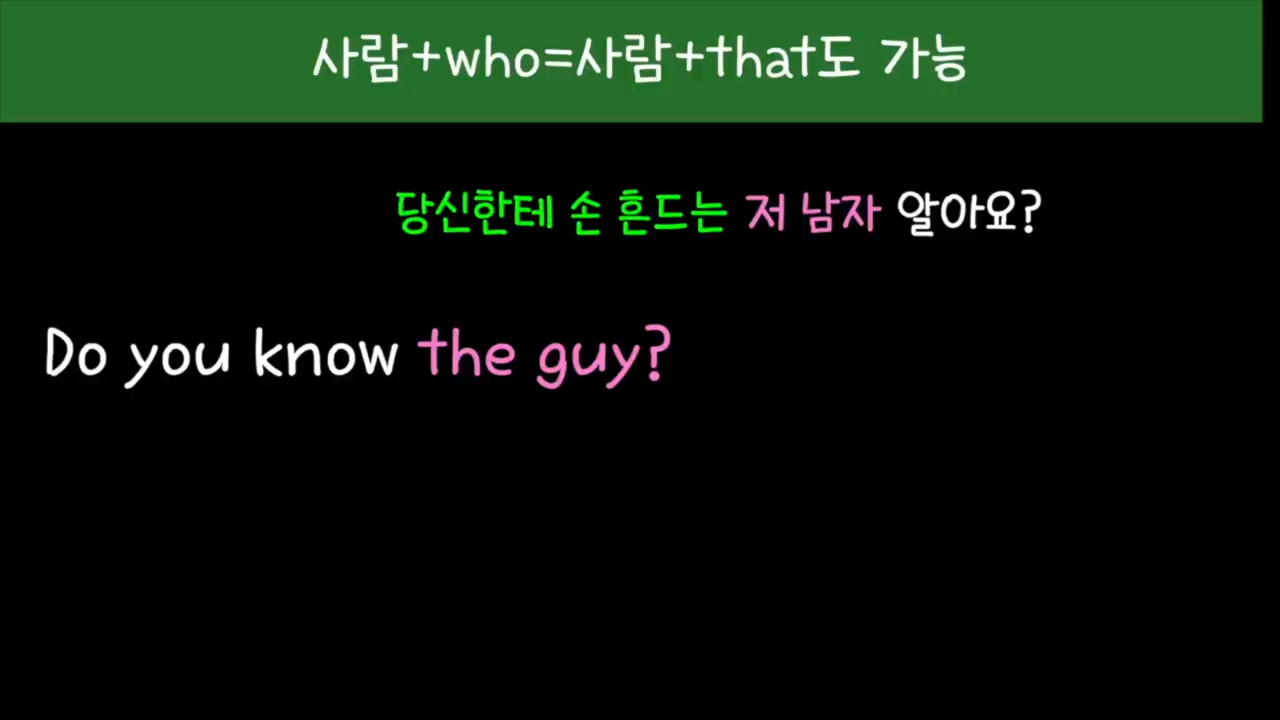 사람+who=사람+that도 가능
당신한테 손 흔드는 저 남자 알아요?
Do you know the guy?